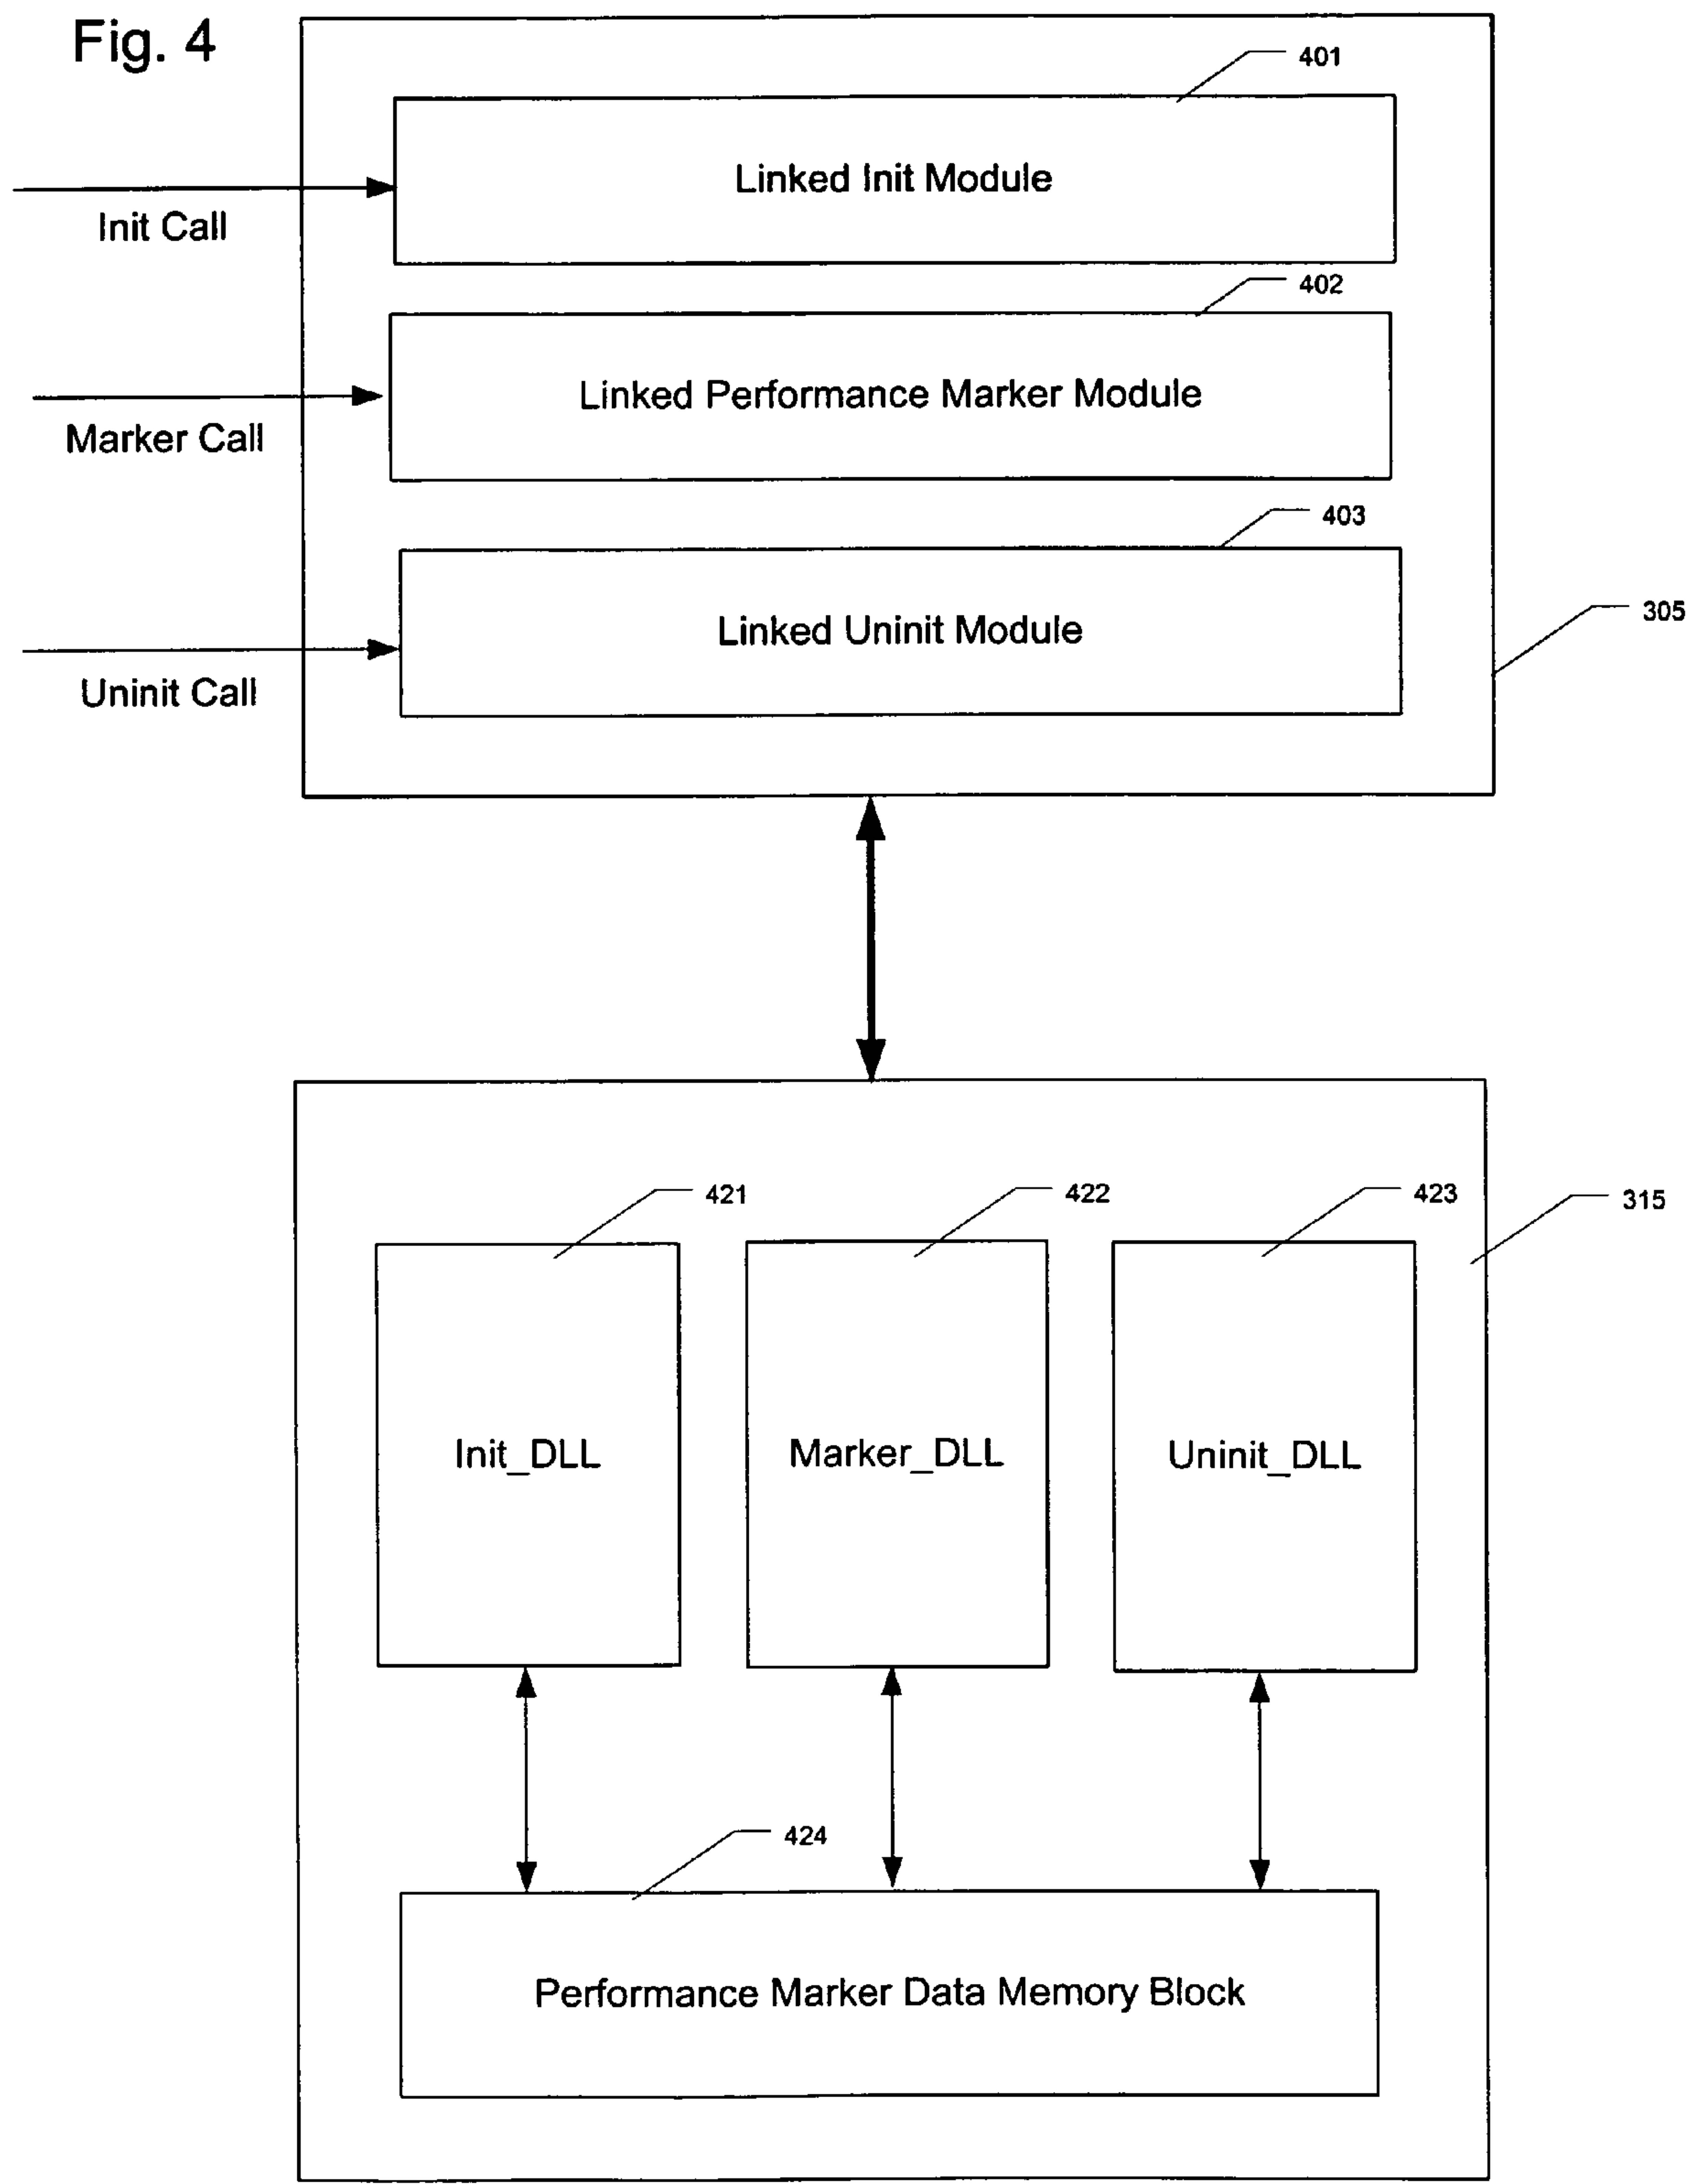 Fig. 4
401
Linked Init Module
Init Call
402
Linked Performance Marker Module
Marker Call
403
Linked Uninit Module
305
Uninit Call
421
422
423
315
Init_DLL
Marker_DLL
Uninit_DLL
424
Performance Marker Data Memory Block